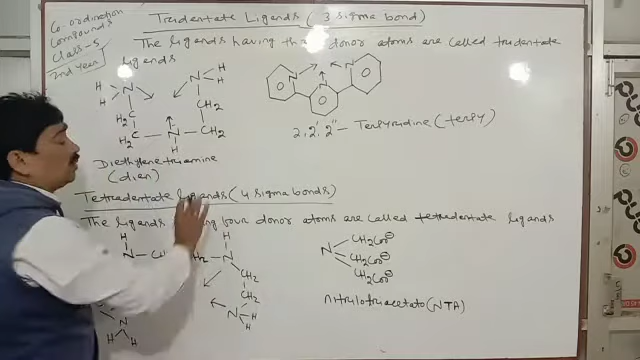 Co-ordination
Compounds
Class-5
2nd year
Tridentate Ligands (3 sigma bond)
The ligands having three donor atoms are called tridentate
ligands
H
H
N
N
H
H
H2C
H2C
N
H
CH2
CH2
Diethylenetriamine
(dien)
N
N
N
2,2',2'' - Terpyridine (terpy)
Tetradentate ligands (4 sigma bonds)
The ligands having four donor atoms are called tetradentate ligands
H
N
H
N
CH2
CH2
N
H
H
N
H
H
N
CH2COO⊖
CH2COO⊖
CH2COO⊖
nitrilotriacetato (NTA)